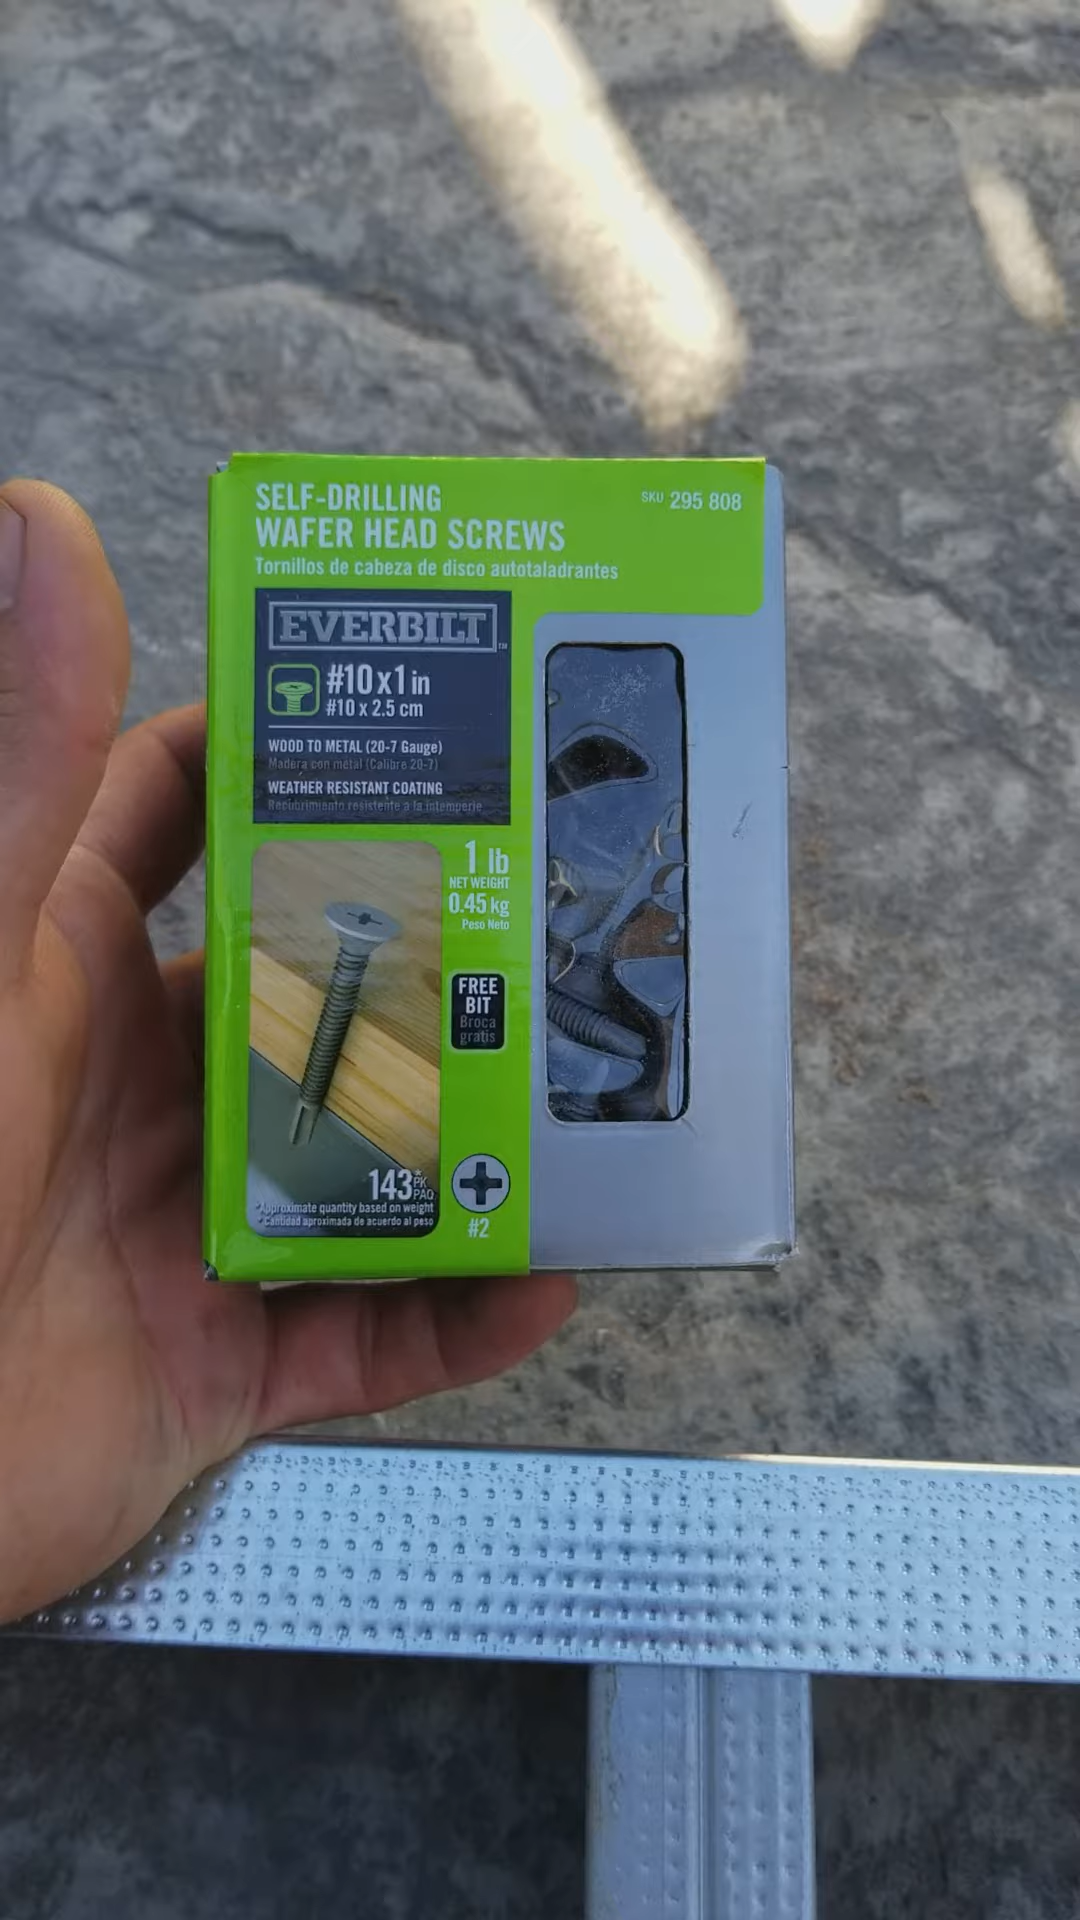 SELF-DRILLING
SKU 295 808
WAFER HEAD SCREWS
Tornillos de cabeza de disco autotaladrantes
EVERBILT™
#10 x 1 in
#10 x 2.5 cm
WOOD TO METAL (20-7 Gauge)
Madera con metal (Calibre 20-7)
WEATHER RESISTANT COATING
Recubrimiento resistente a la intemperie
1 lb
NET WEIGHT
0.45 kg
Peso Neto
FREE
BIT
Broca
gratis
143*
PK
PAQ
*Approximate quantity based on weight
*Cantidad aproximada de acuerdo al peso
#2